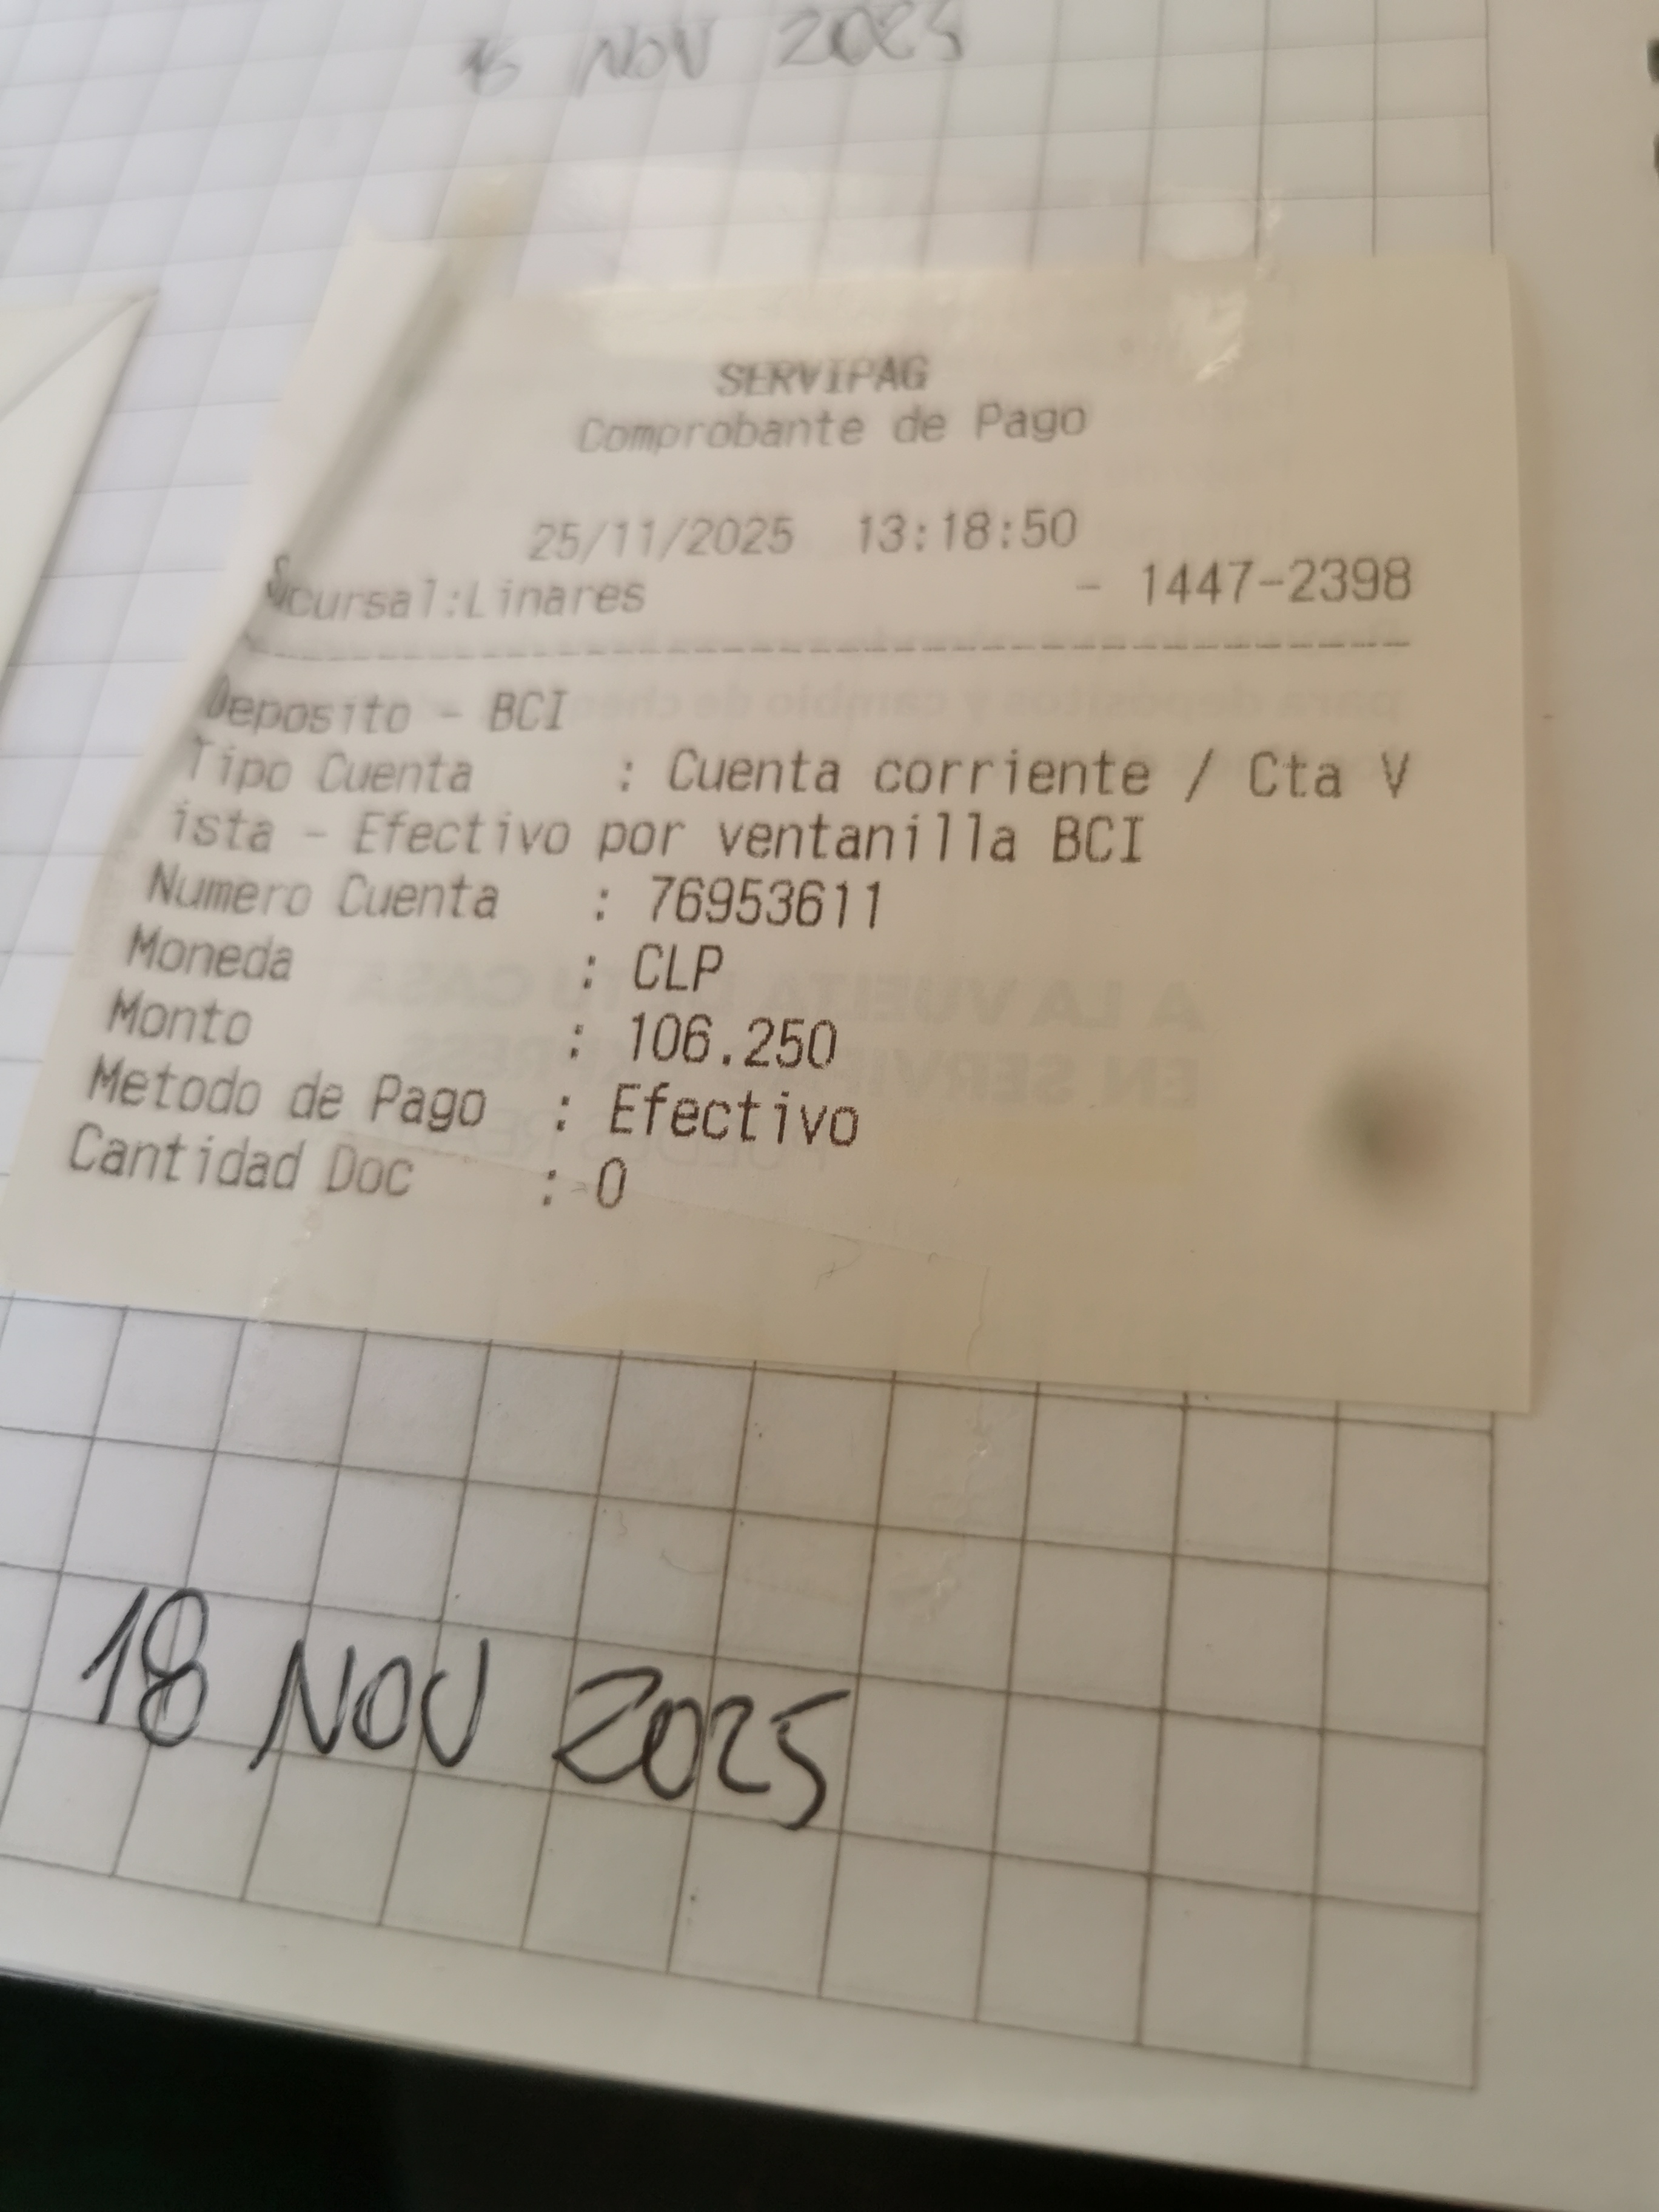 NOV 2025
SERVIPAG
Comprobante de Pago
25/11/2025 13:18:50
Sucursal:Linares - 1447-2398
--------------------------------
Deposito - BCI
Tipo Cuenta : Cuenta corriente / Cta V
ista - Efectivo por ventanilla BCI
Numero Cuenta : 76953611
Moneda : CLP
Monto : 106.250
Metodo de Pago : Efectivo
Cantidad Doc : 0
18 NOV 2025